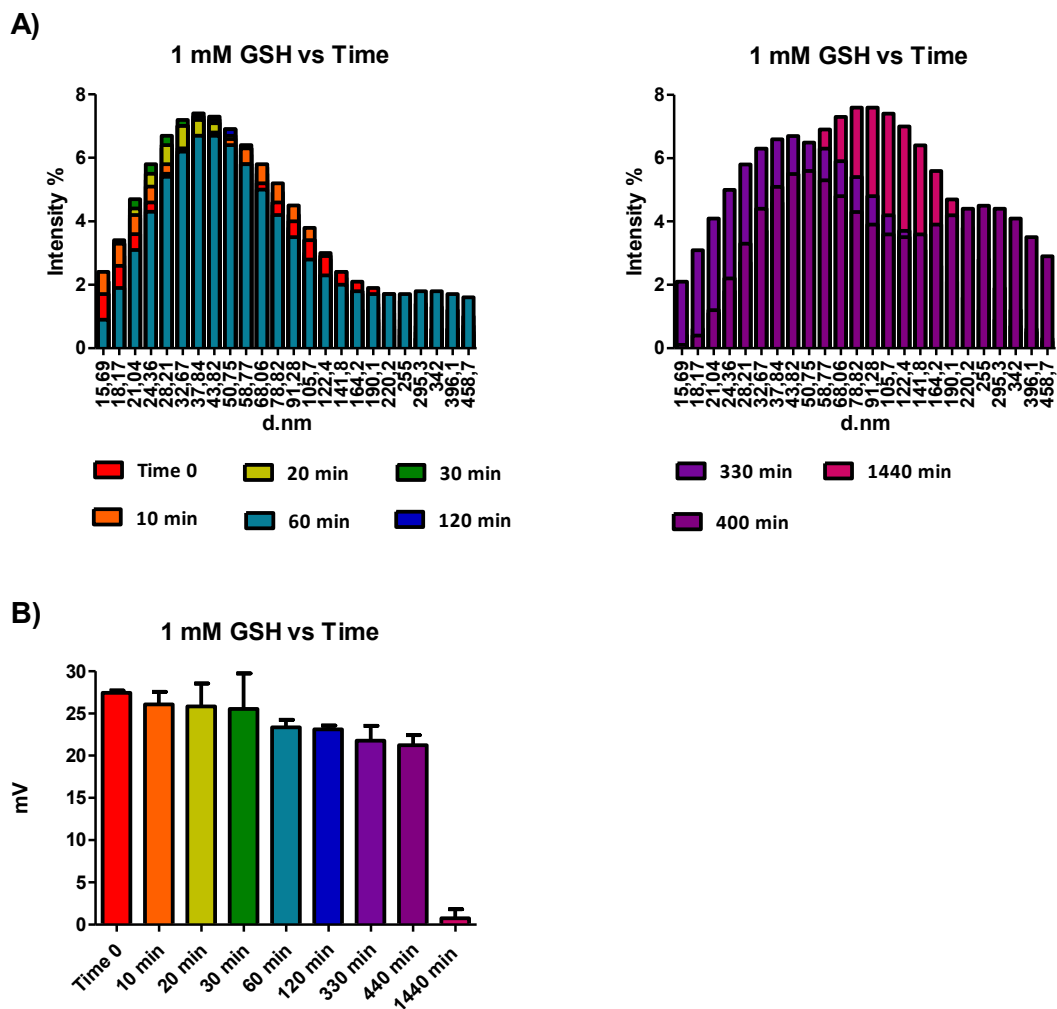 A)
1 mM GSH vs Time
Intensity %
8
6
4
2
0
15,69 18,17 21,04 24,36 28,21 32,67 37,84 43,82 50,75 58,77 68,06 78,82 91,28 105,7 122,4 141,8 164,2 190,1 220,2 255 295,3 342 396,1 458,7
d.nm
Time 0 20 min 30 min
10 min 60 min 120 min
1 mM GSH vs Time
Intensity %
8
6
4
2
0
15,69 18,17 21,04 24,36 28,21 32,67 37,84 43,82 50,75 58,77 68,06 78,82 91,28 105,7 122,4 141,8 164,2 190,1 220,2 255 295,3 342 396,1 458,7
d.nm
330 min 1440 min
400 min
B)
1 mM GSH vs Time
mV
30
25
20
15
10
5
0
Time 0 10 min 20 min 30 min 60 min 120 min 330 min 440 min 1440 min